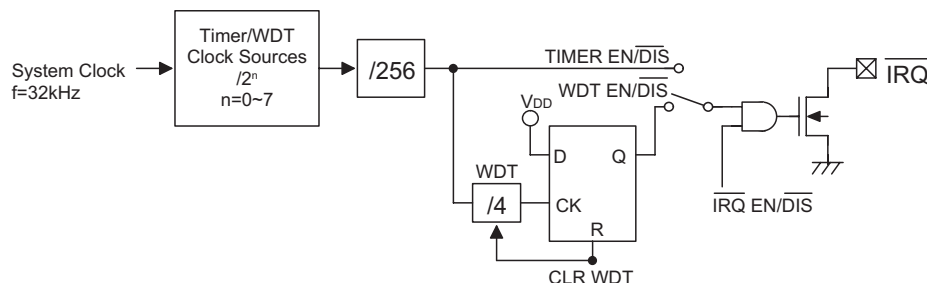 Timer/WDT
Clock Sources
/2ⁿ
n=0~7
System Clock
f=32kHz
/256
TIMER EN/DIS
WDT EN/DIS
IRQ
VDD
D
Q
WDT
/4
CK
R
IRQ EN/DIS
CLR WDT